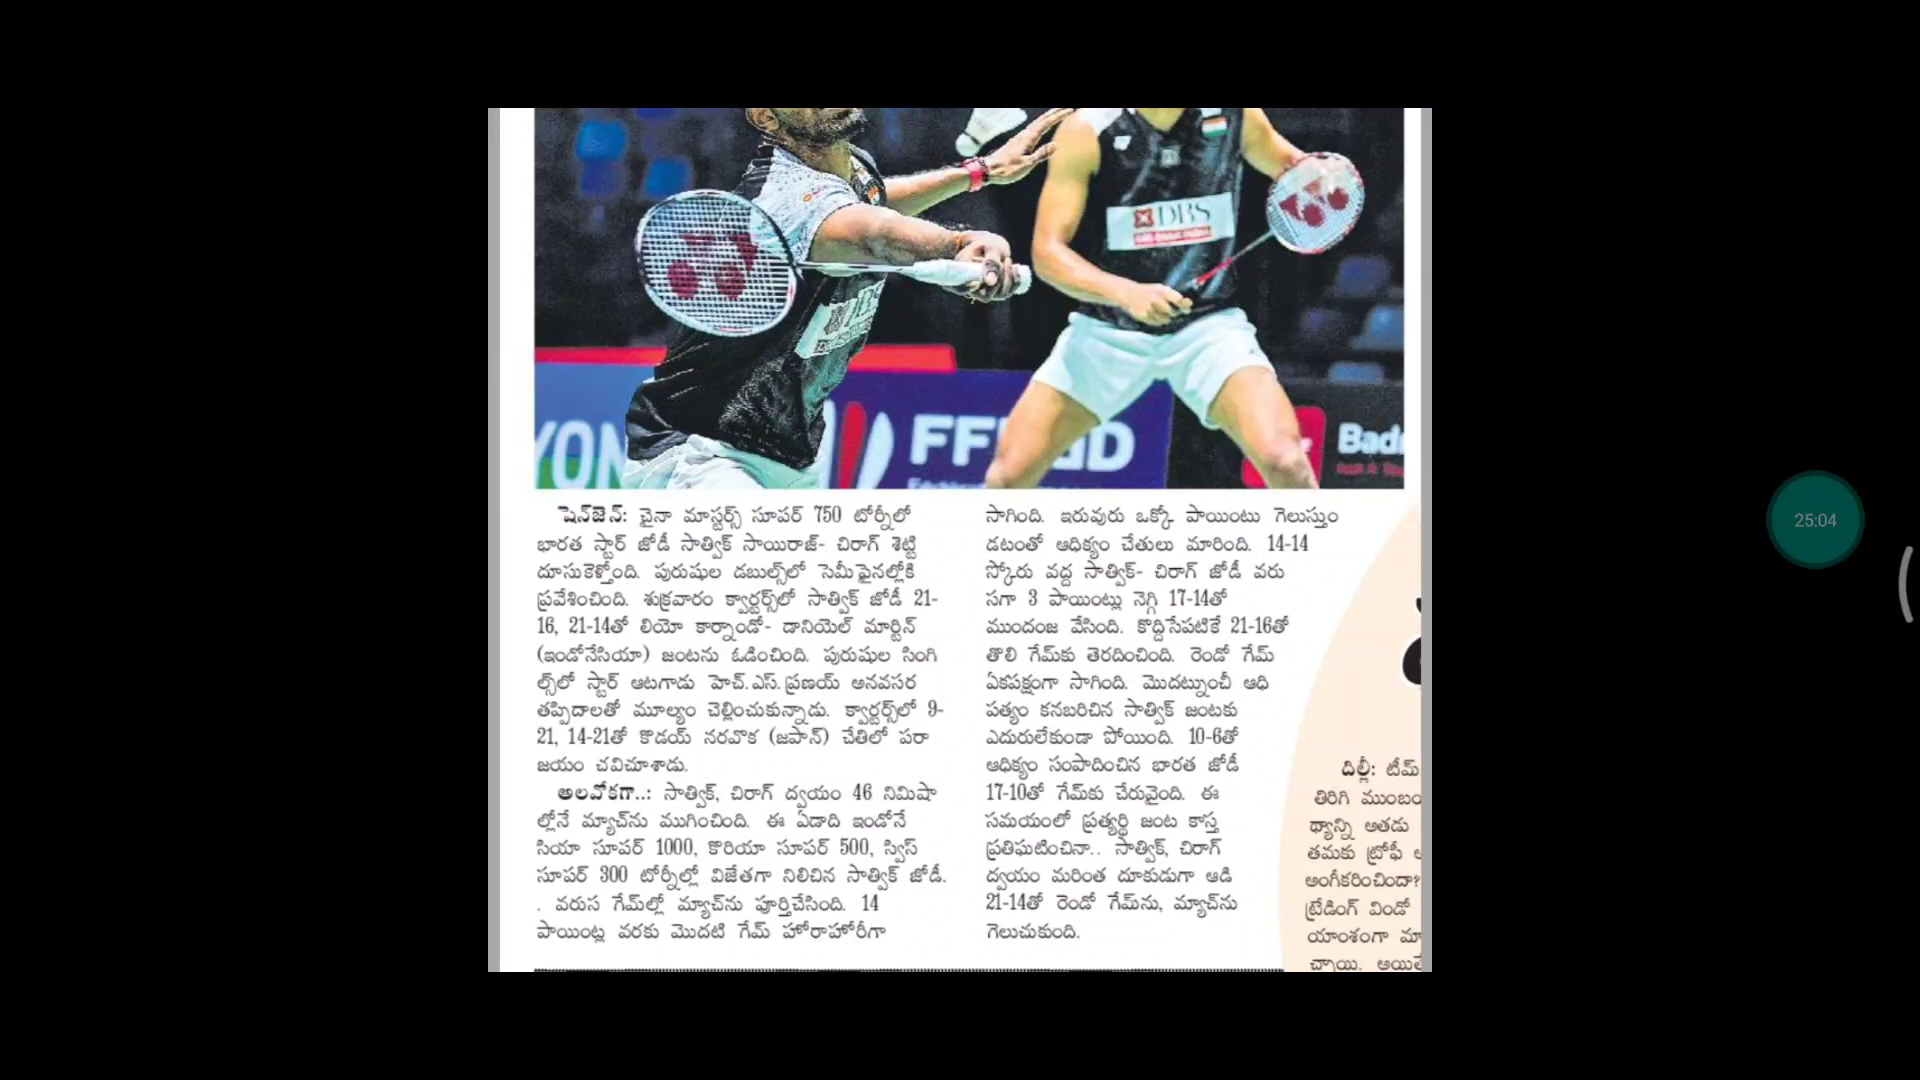 DBS
YON
Badr
షెన్‌జెన్‌: చైనా మాస్టర్స్‌ సూపర్‌ 750 టోర్నీలో
భారత స్టార్‌ జోడీ సాత్విక్‌ సాయిరాజ్‌- చిరాగ్‌ శెట్టి
దూసుకెళ్తోంది. పురుషుల డబుల్స్‌లో సెమీఫైనల్లోకి
ప్రవేశించింది. శుక్రవారం క్వార్టర్స్‌లో సాత్విక్‌ జోడీ 21-
16, 21-14తో లియో కార్నాండో- డానియెల్‌ మార్టిన్‌
(ఇండోనేసియా) జంటను ఓడించింది. పురుషుల సింగి
ల్స్‌లో స్టార్‌ ఆటగాడు హెచ్‌.ఎస్‌.ప్రణయ్‌ అనవసర
తప్పిదాలతో మూల్యం చెల్లించుకున్నాడు. క్వార్టర్స్‌లో 9-
21, 14-21తో కొడయ్‌ నరవొక (జపాన్‌) చేతిలో పరా
జయం చవిచూశాడు.
అలవోకగా..: సాత్విక్‌, చిరాగ్‌ ద్వయం 46 నిమిషా
ల్లోనే మ్యాచ్‌ను ముగించింది. ఈ ఏడాది ఇండోనే
సియా సూపర్‌ 1000, కొరియా సూపర్‌ 500, స్విస్‌
సూపర్‌ 300 టోర్నీల్లో విజేతగా నిలిచిన సాత్విక్‌ జోడీ.
. వరుస గేమ్‌ల్లో మ్యాచ్‌ను పూర్తిచేసింది. 14
పాయింట్ల వరకు మొదటి గేమ్‌ హోరాహోరీగా
సాగింది. ఇరువురు ఒక్కో పాయింటు గెలుస్తుం
డటంతో ఆధిక్యం చేతులు మారింది. 14-14
స్కోరు వద్ద సాత్విక్‌- చిరాగ్‌ జోడీ వరు
సగా 3 పాయింట్లు నెగ్గి 17-14తో
ముందంజ వేసింది. కొద్దిసేపటికే 21-16తో
తొలి గేమ్‌కు తెరదించింది. రెండో గేమ్‌
ఏకపక్షంగా సాగింది. మొదట్నుంచీ ఆధి
పత్యం కనబరిచిన సాత్విక్‌ జంటకు
ఎదురులేకుండా పోయింది. 10-6తో
ఆధిక్యం సంపాదించిన భారత జోడీ
17-10తో గేమ్‌కు చేరువైంది. ఈ
సమయంలో ప్రత్యర్థి జంట కాస్త
ప్రతిఘటించినా.. సాత్విక్‌, చిరాగ్‌
ద్వయం మరింత దూకుడుగా ఆడి
21-14తో రెండో గేమ్‌ను, మ్యాచ్‌ను
గెలుచుకుంది.
దిల్లీ: టీమ్‌
తిరిగి ముంబం
థ్యాన్ని అతడు
తమకు ట్రోఫీ
అంగీకరించిందా?
ట్రేడింగ్‌ విండో
యాంశంగా మా
చ్చాయి. అయితే
25:04